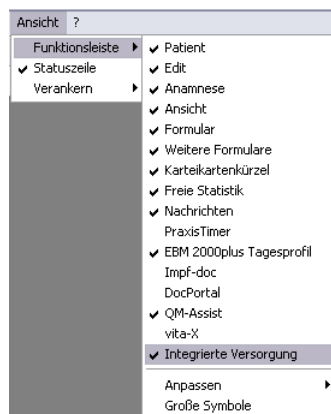 Ansicht ?
Funktionsleiste
Statuszeile
Verankern
Patient
Edit
Anamnese
Ansicht
Formular
Weitere Formulare
Karteikartenkürzel
Freie Statistik
Nachrichten
PraxisTimer
EBM 2000plus Tagesprofil
Impf-doc
DocPortal
QM-Assist
vita-X
Integrierte Versorgung
Anpassen
Große Symbole